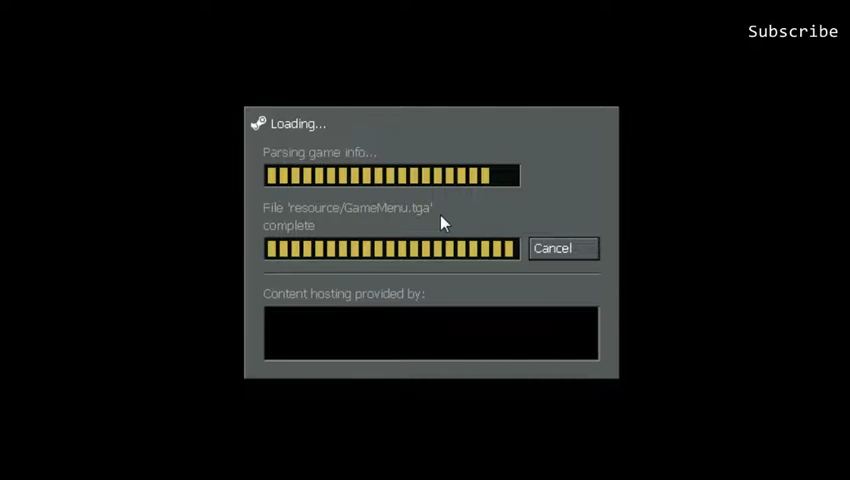 Subscribe
Loading...
Parsing game info...
File 'resource/GameMenu.tga'
complete
Cancel
Content hosting provided by: